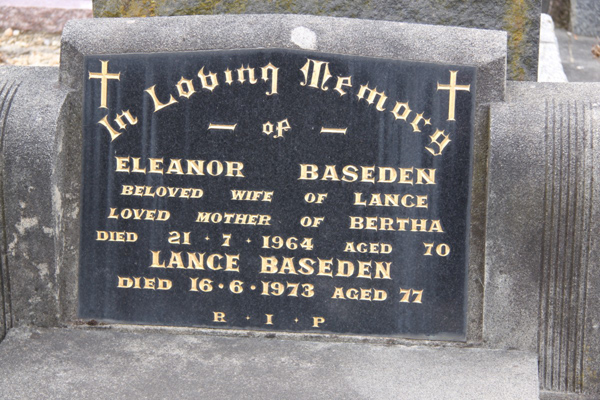 In Loving Memory
of
ELEANOR BASEDEN
BELOVED WIFE OF LANCE
LOVED MOTHER OF BERTHA
DIED 21·7·1964 AGED 70
LANCE BASEDEN
DIED 16·6·1973 AGED 77
R·I·P